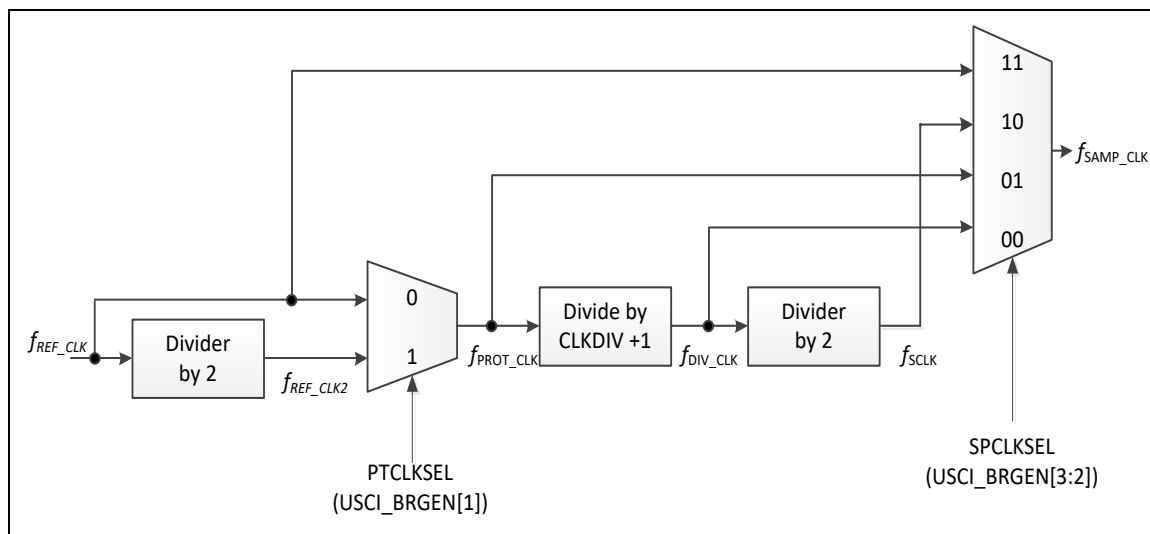 11
10
fSAMP_CLK
01
00
0
Divide by
CLKDIV +1
Divider
by 2
fREF_CLK
Divider
by 2
1
fPROT_CLK
fDIV_CLK
fSCLK
fREF_CLK2
PTCLKSEL
(USCI_BRGEN[1])
SPCLKSEL
(USCI_BRGEN[3:2])